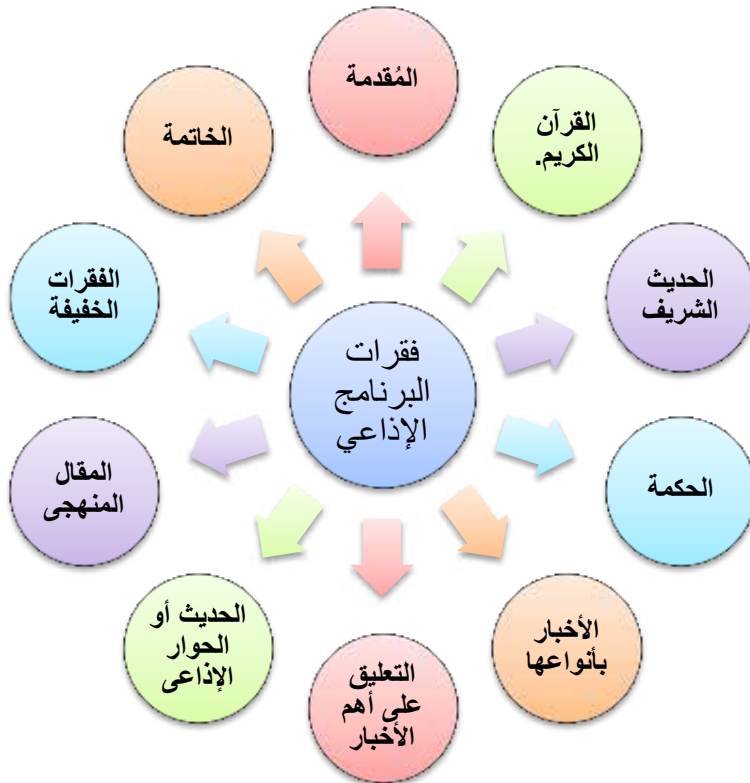 فقرات
البرنامج
الإذاعي
المُقدمة
القرآن
الكريم.
الحديث
الشريف
الحكمة
الأخبار
بأنواعها
التعليق
على أهم
الأخبار
الحديث أو
الحوار
الإذاعى
المقال
المنهجى
الفقرات
الخفيفة
الخاتمة